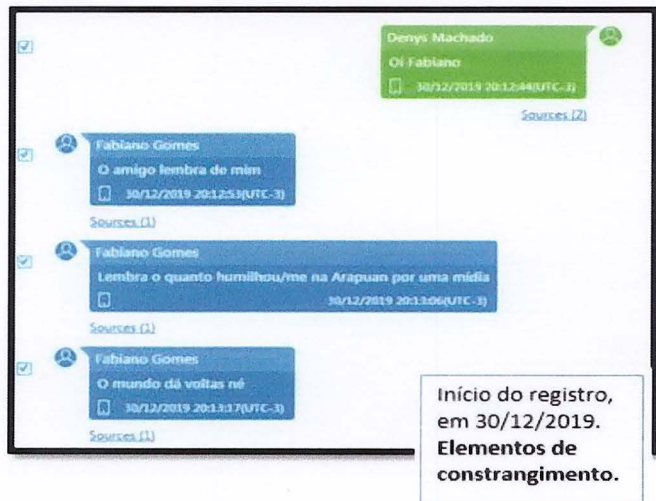 Denys Machado
Oi Fabiano
30/12/2019 20:12:44(UTC-3)
Sources (2)
Fabiano Gomes
O amigo lembra de mim
30/12/2019 20:12:53(UTC-3)
Sources (1)
Fabiano Gomes
Lembra o quanto humilhou/me na Arapuan por uma mídia
30/12/2019 20:13:06(UTC-3)
Sources (1)
Fabiano Gomes
O mundo dá voltas né
30/12/2019 20:13:17(UTC-3)
Sources (1)
Início do registro,
em 30/12/2019.
Elementos de
constrangimento.